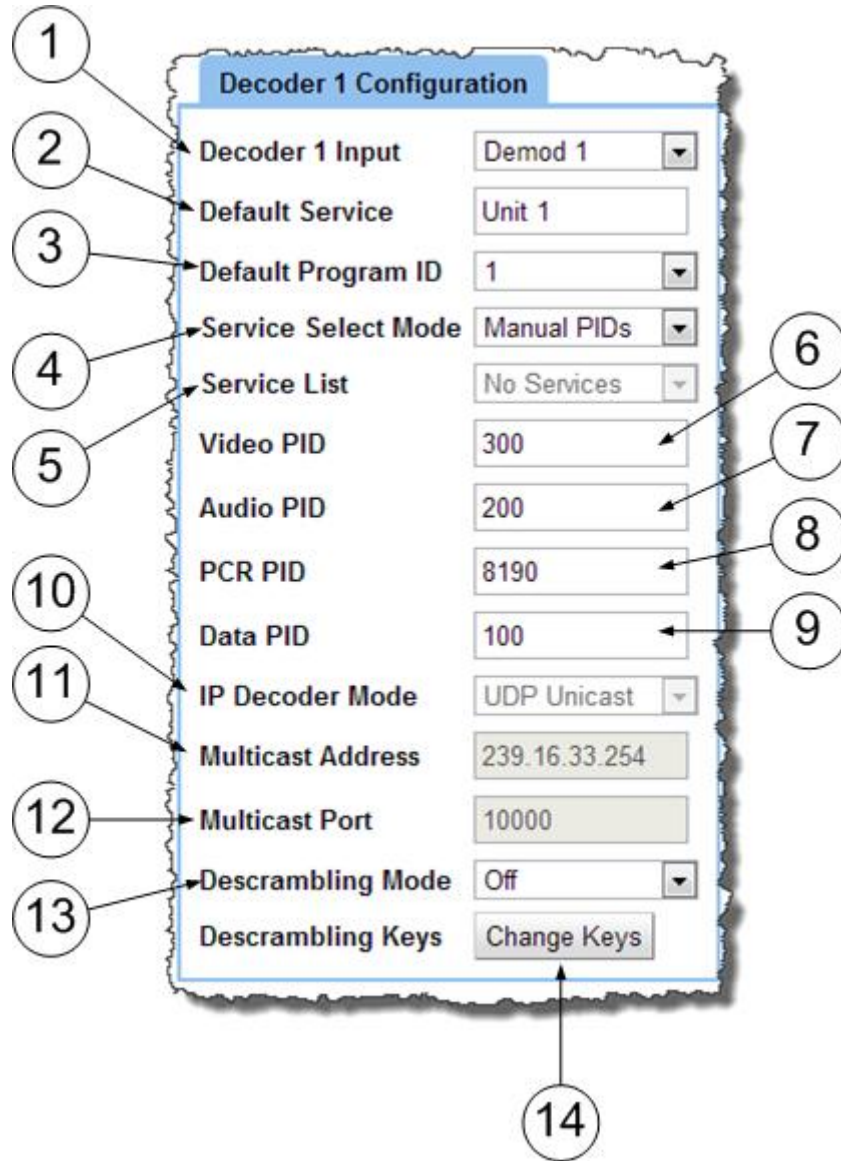 1
Decoder 1 Configuration
2
Decoder 1 Input Demod 1
Default Service Unit 1
3
Default Program ID 1
4
Service Select Mode Manual PIDs
6
5
Service List No Services
Video PID 300
7
Audio PID 200
8
PCR PID 8190
10
Data PID 100
9
11
IP Decoder Mode UDP Unicast
Multicast Address 239.16.33.254
12
Multicast Port 10000
13
Descrambling Mode Off
Descrambling Keys Change Keys
14